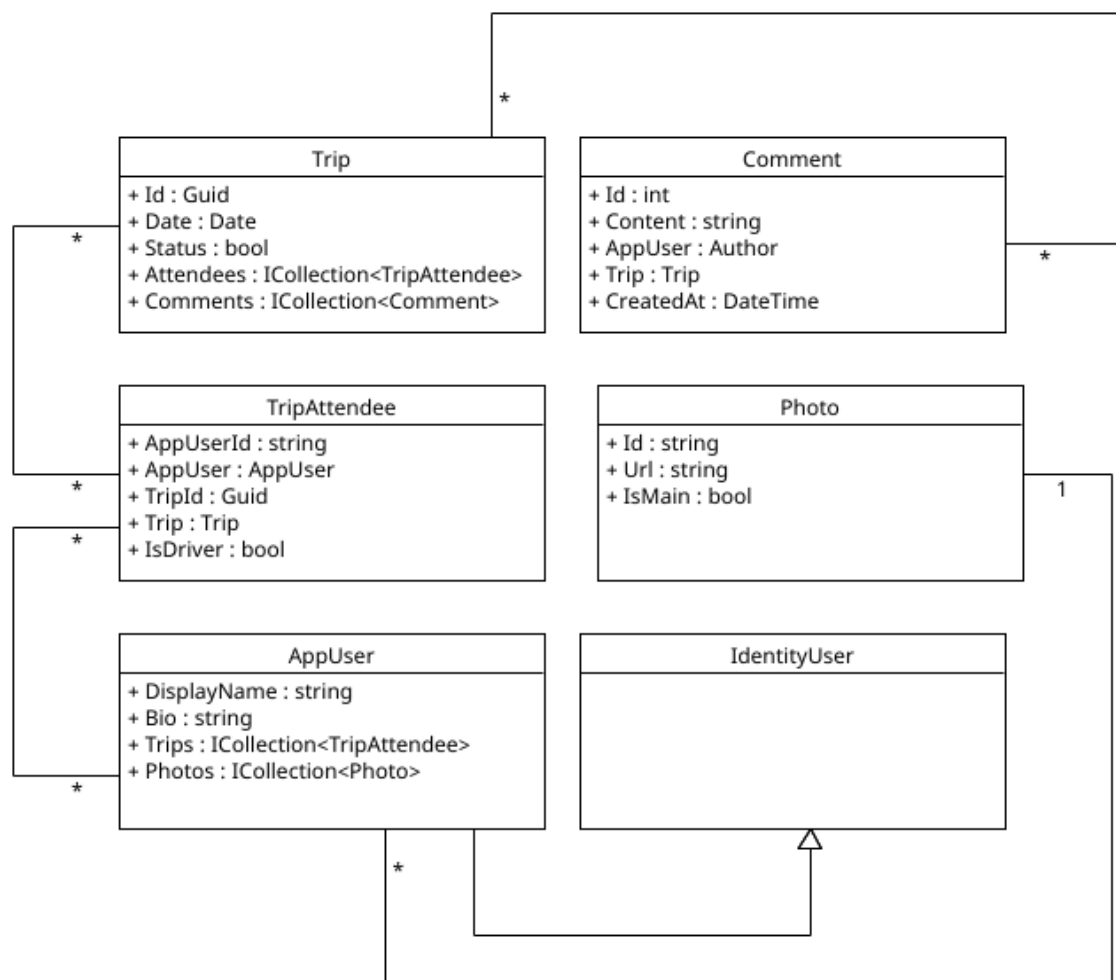 *
Trip
+ Id : Guid
+ Date : Date
+ Status : bool
+ Attendees : ICollection<TripAttendee>
+ Comments : ICollection<Comment>
*
Comment
+ Id : int
+ Content : string
+ AppUser : Author
+ Trip : Trip
+ CreatedAt : DateTime
*
TripAttendee
+ AppUserId : string
+ AppUser : AppUser
+ TripId : Guid
+ Trip : Trip
+ IsDriver : bool
*
*
Photo
+ Id : string
+ Url : string
+ IsMain : bool
1
AppUser
+ DisplayName : string
+ Bio : string
+ Trips : ICollection<TripAttendee>
+ Photos : ICollection<Photo>
*
*
IdentityUser